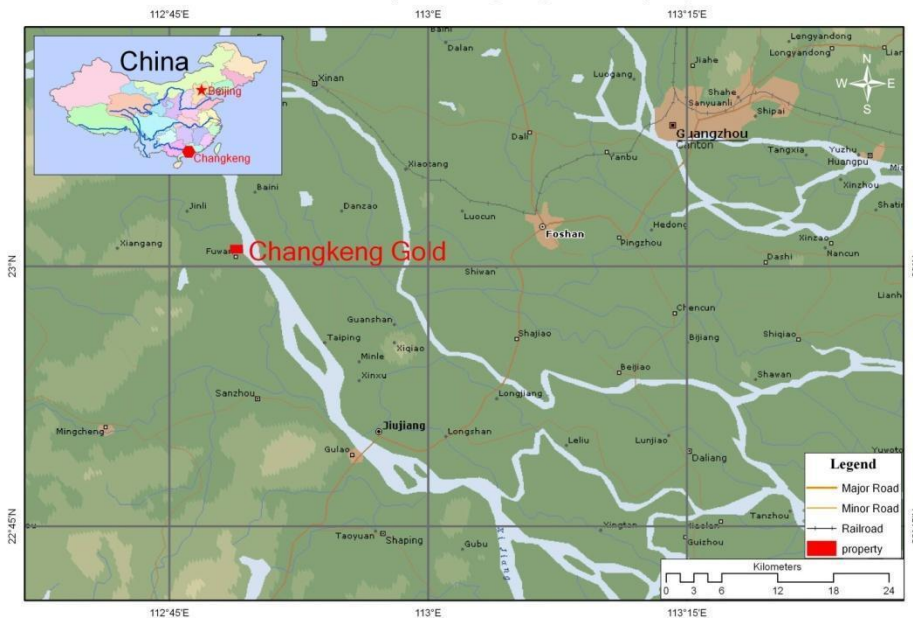 112°45'E
113°E
113°15'E
China
Beijing
Changkeng
Baini
Dalan
Lengyandong
Longyandong
Lian
Xinan
Luogang
Jiahe
Shahe
Sanyuanli
Shipai
N
W E
S
Dali
Guangzhou
Canton
Yanbu
Tangxia
Yuzhu
Huangpu
Xiaotang
Xinzhou
Baini
Jinli
Danzao
Luocun
Hedong
Foshan
Pingzhou
Xinzao
Nancun
Xiangang
Fuwan
Changkeng Gold
Dashi
23°N
Shiwan
Chencun
Guanshan
Taiping
Xiqiao
Shajiao
Bijiang
Shiqiao
Minle
Xinxu
Beijiao
Shawan
Sanzhou
Longjiang
Mingcheng
Jiujiang
Longshan
Leliu
Lunjiao
Gulao
Daliang
Legend
Major Road
Minor Road
Railroad
property
22°45'N
Taoyuan
Shaping
Gubu
Xijiang
Xington
Guizhou
Tanzhou
Kilometers
0 3 6 12 18 24
112°45'E
113°E
113°15'E